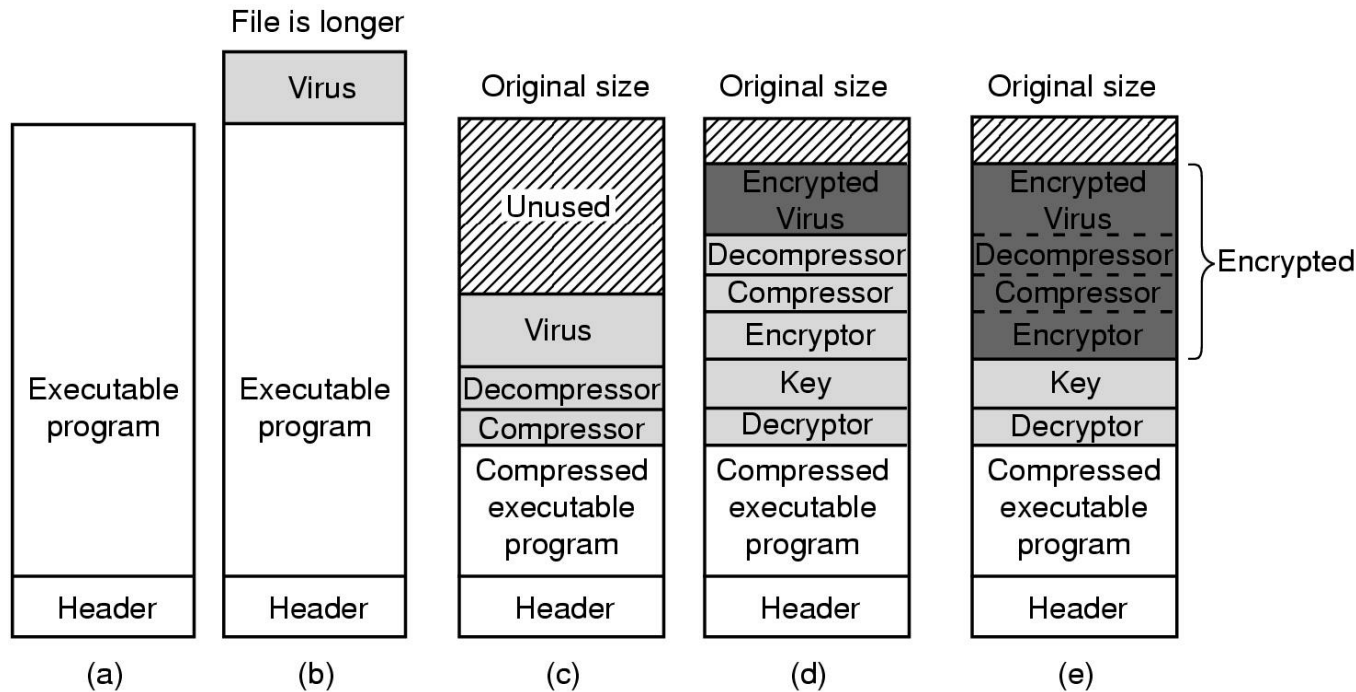 File is longer
Virus
Executable
program
Header
(a)
Executable
program
Header
(b)
Original size
Unused
Virus
Decompressor
Compressor
Compressed
executable
program
Header
(c)
Original size
Encrypted
Virus
Decompressor
Compressor
Encryptor
Key
Decryptor
Compressed
executable
program
Header
(d)
Original size
Encrypted
Virus
Decompressor
Compressor
Encryptor
Key
Decryptor
Compressed
executable
program
Header
(e)
Encrypted